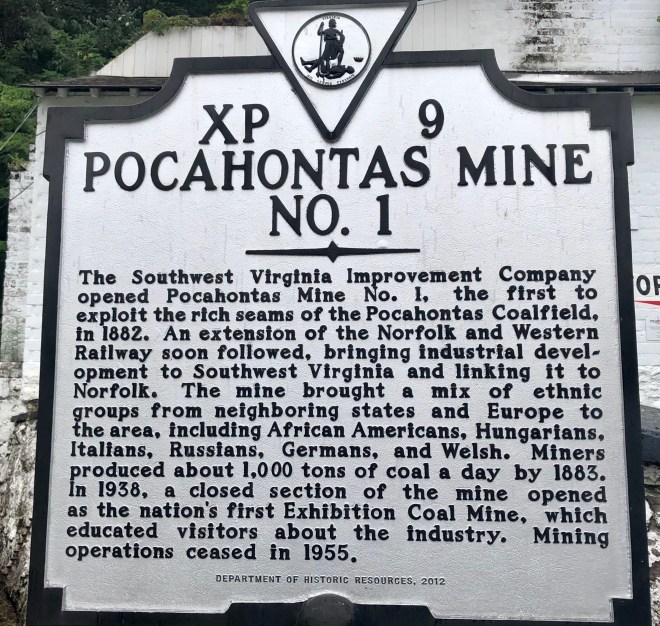 XP 9
POCAHONTAS MINE
NO. 1
The Southwest Virginia Improvement Company
opened Pocahontas Mine No. 1, the first to
exploit the rich seams of the Pocahontas Coalfield,
in 1882. An extension of the Norfolk and Western
Railway soon followed, bringing industrial devel-
opment to Southwest Virginia and linking it to
Norfolk. The mine brought a mix of ethnic
groups from neighboring states and Europe to
the area, including African Americans, Hungarians,
Italians, Russians, Germans, and Welsh. Miners
produced about 1,000 tons of coal a day by 1883.
In 1938, a closed section of the mine opened
as the nation's first Exhibition Coal Mine, which
educated visitors about the industry. Mining
operations ceased in 1955.
DEPARTMENT OF HISTORIC RESOURCES, 2012